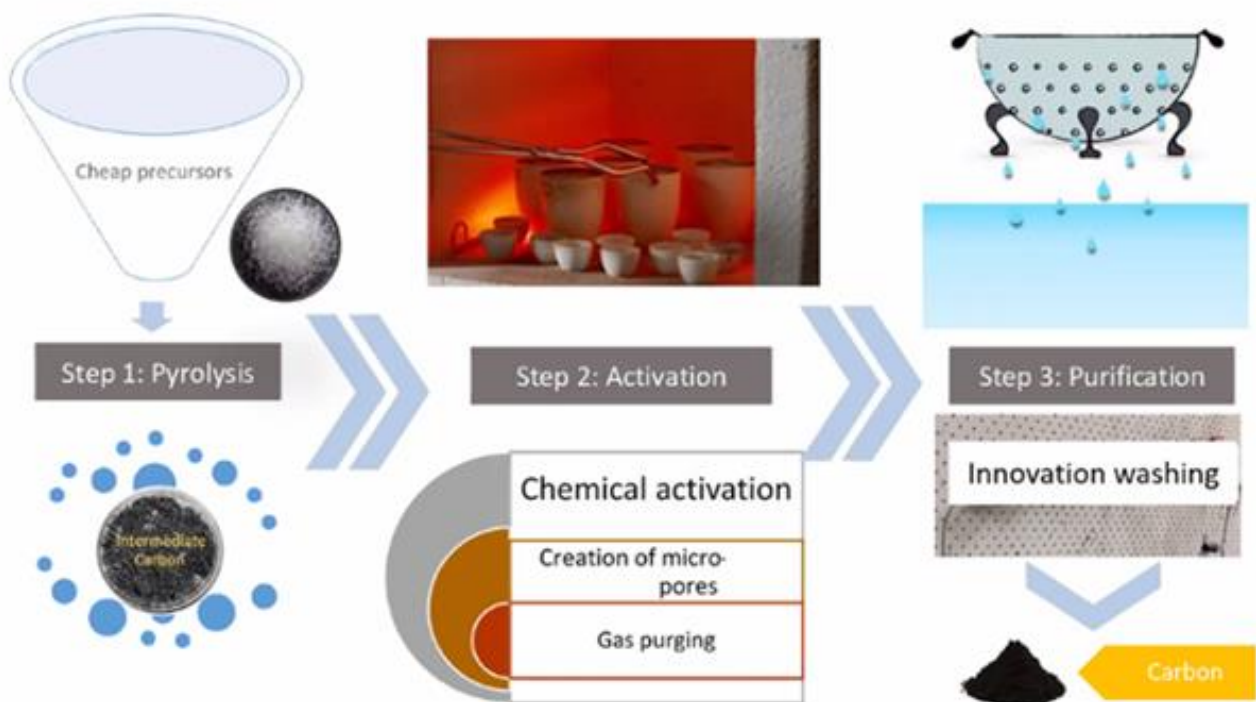 Cheap precursors
Step 1: Pyrolysis
Intermediate
Carbon
Step 2: Activation
Chemical activation
Creation of micro-
pores
Gas purging
Step 3: Purification
Innovation washing
Carbon